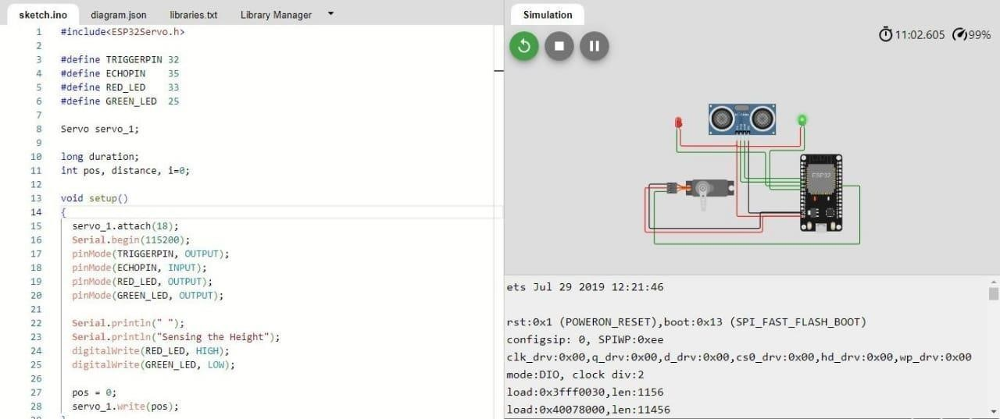 sketch.ino diagram.json libraries.txt Library Manager
1 #include<ESP32Servo.h>
2
3 #define TRIGGERPIN 32
4 #define ECHOPIN 35
5 #define RED_LED 33
6 #define GREEN_LED 25
7
8 Servo servo_1;
9
10 long duration;
11 int pos, distance, i=0;
12
13 void setup()
14 {
15 servo_1.attach(18);
16 Serial.begin(115200);
17 pinMode(TRIGGERPIN, OUTPUT);
18 pinMode(ECHOPIN, INPUT);
19 pinMode(RED_LED, OUTPUT);
20 pinMode(GREEN_LED, OUTPUT);
21
22 Serial.println(" ");
23 Serial.println("Sensing the Height");
24 digitalWrite(RED_LED, HIGH);
25 digitalWrite(GREEN_LED, LOW);
26
27 pos = 0;
28 servo_1.write(pos);
Simulation
11:02.605 99%
ESP32
ets Jul 29 2019 12:21:46
rst:0x1 (POWERON_RESET),boot:0x13 (SPI_FAST_FLASH_BOOT)
configsip: 0, SPIWP:0xee
clk_drv:0x00,q_drv:0x00,d_drv:0x00,cs0_drv:0x00,hd_drv:0x00,wp_drv:0x00
mode:DIO, clock div:2
load:0x3fff0030,len:1156
load:0x40078000,len:11456